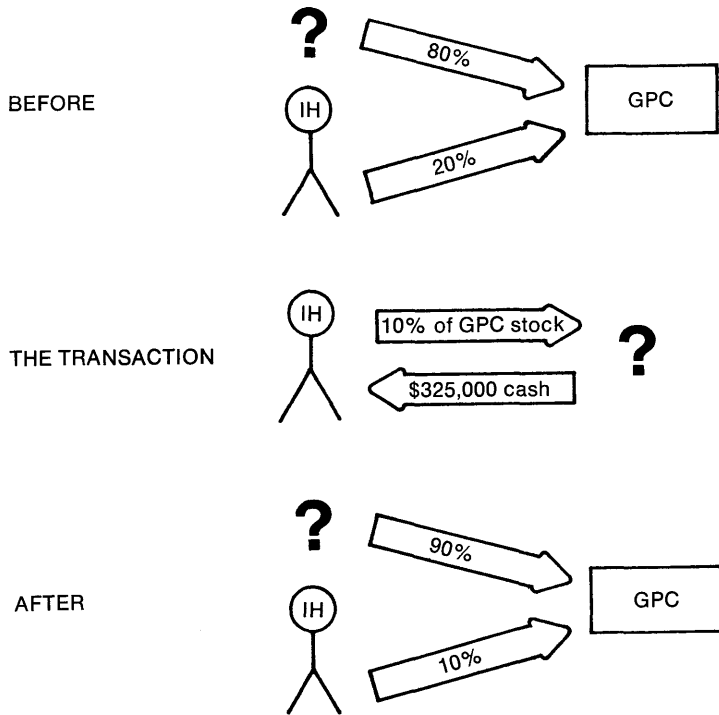 ?
80%
BEFORE
IH
GPC
20%
IH
10% of GPC stock
THE TRANSACTION
?
$325,000 cash
?
90%
AFTER
IH
GPC
10%